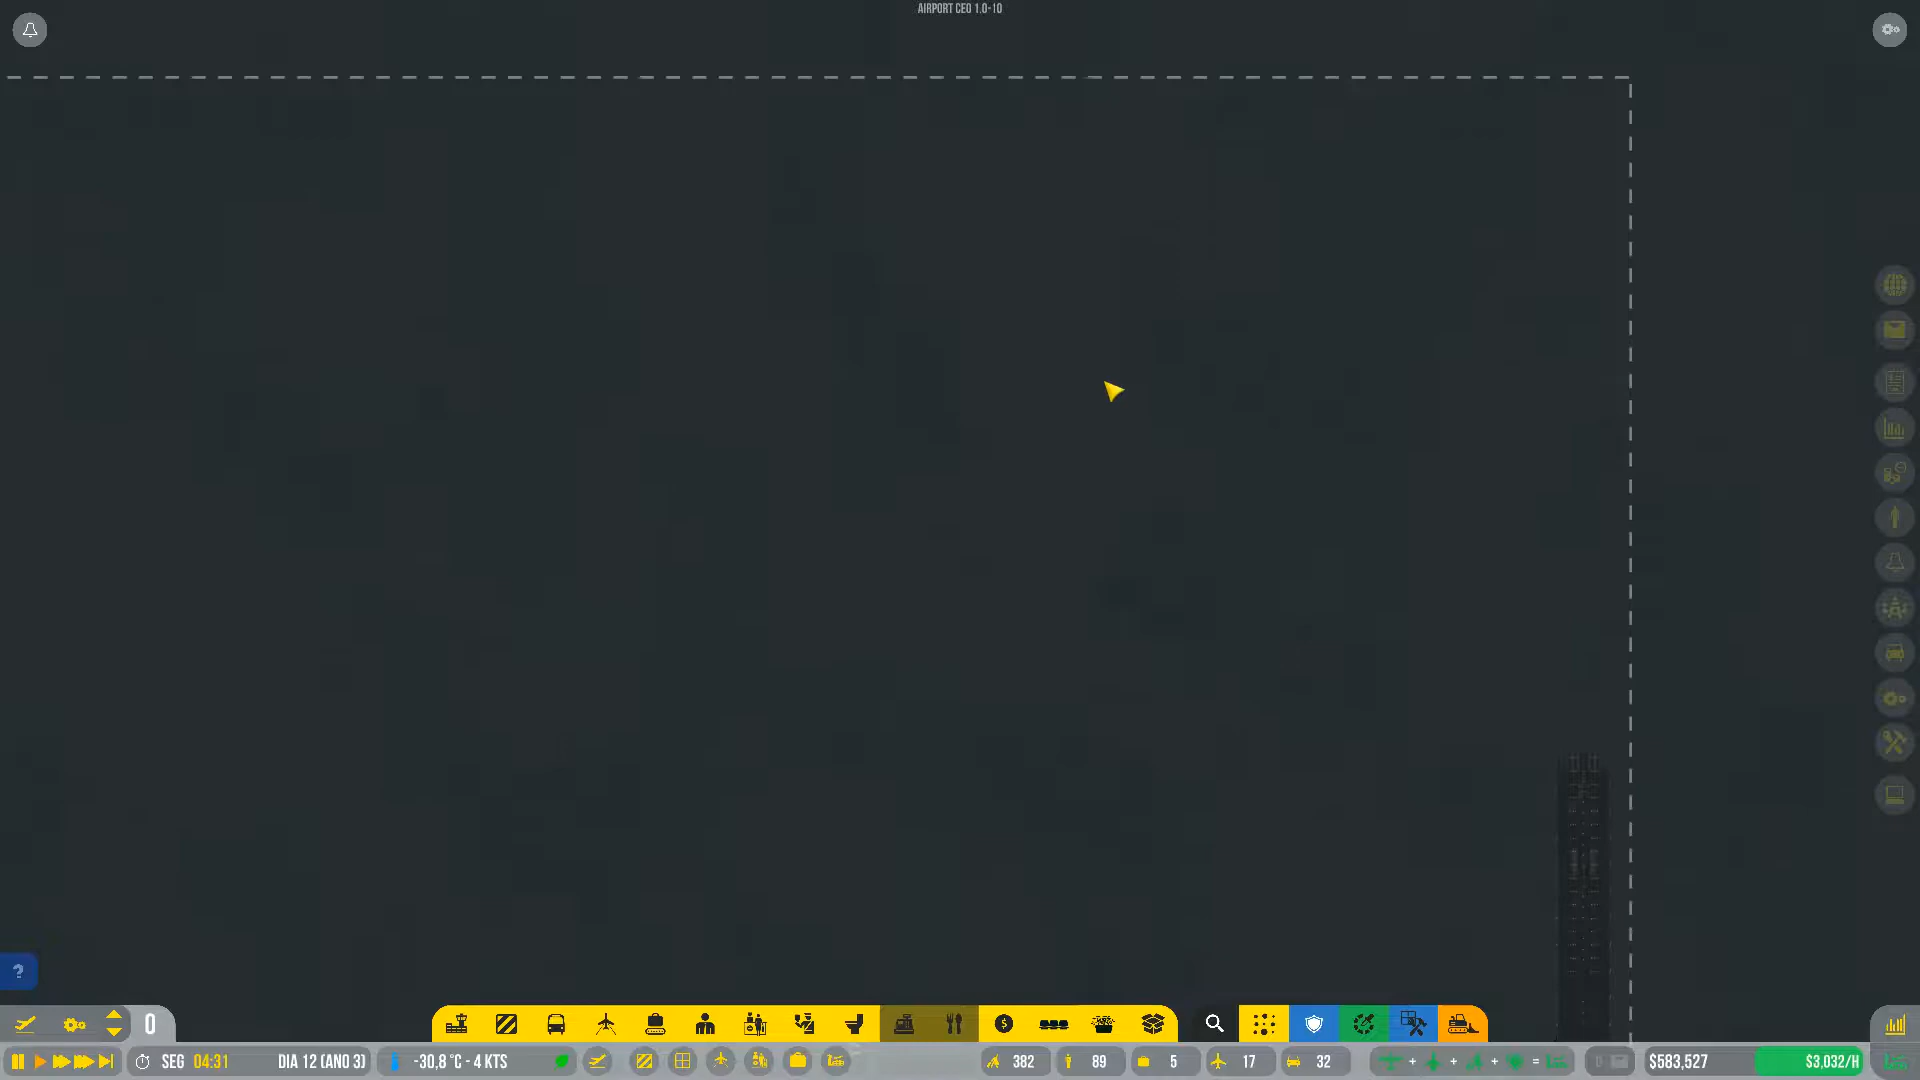 AIRPORT CEO 1.0-10
?
0
SEG 04:31 DIA 12 (ANO 3) -30,8 °C - 4 KTS 382 89 5 17 32 + + + = 0 $583,527 $3,032/H